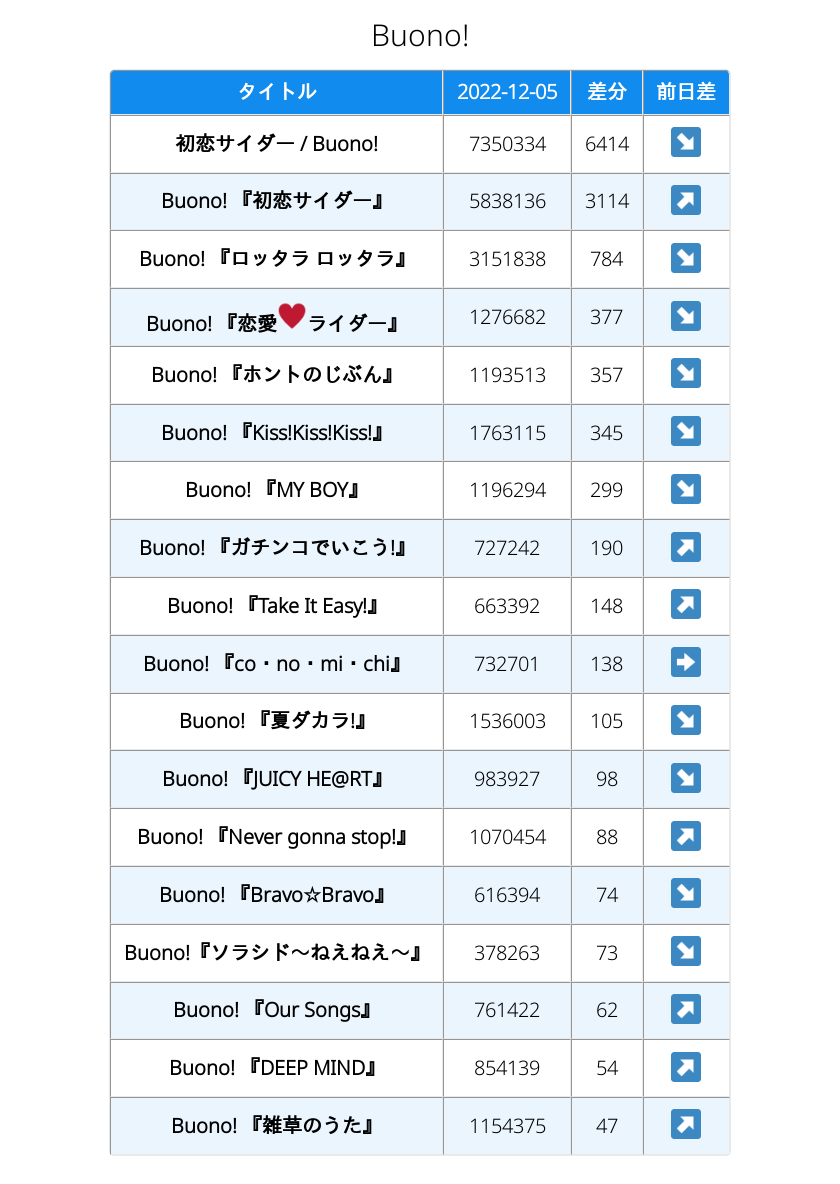 Buono!
タイトル 2022-12-05 差分 前日差
初恋サイダー / Buono! 7350334 6414 ↘
Buono! 『初恋サイダー』 5838136 3114 ↗
Buono! 『ロッタラ ロッタラ』 3151838 784 ↘
Buono! 『恋愛♥ライダー』 1276682 377 ↘
Buono! 『ホントのじぶん』 1193513 357 ↘
Buono! 『Kiss!Kiss!Kiss!』 1763115 345 ↘
Buono! 『MY BOY』 1196294 299 ↘
Buono! 『ガチンコでいこう!』 727242 190 ↗
Buono! 『Take It Easy!』 663392 148 ↗
Buono! 『co・no・mi・chi』 732701 138 ➡
Buono! 『夏ダカラ!』 1536003 105 ↘
Buono! 『JUICY HE@RT』 983927 98 ↘
Buono! 『Never gonna stop!』 1070454 88 ↗
Buono! 『Bravo☆Bravo』 616394 74 ↘
Buono!『ソラシド〜ねえねえ〜』 378263 73 ↘
Buono! 『Our Songs』 761422 62 ↗
Buono! 『DEEP MIND』 854139 54 ↗
Buono! 『雑草のうた』 1154375 47 ↗